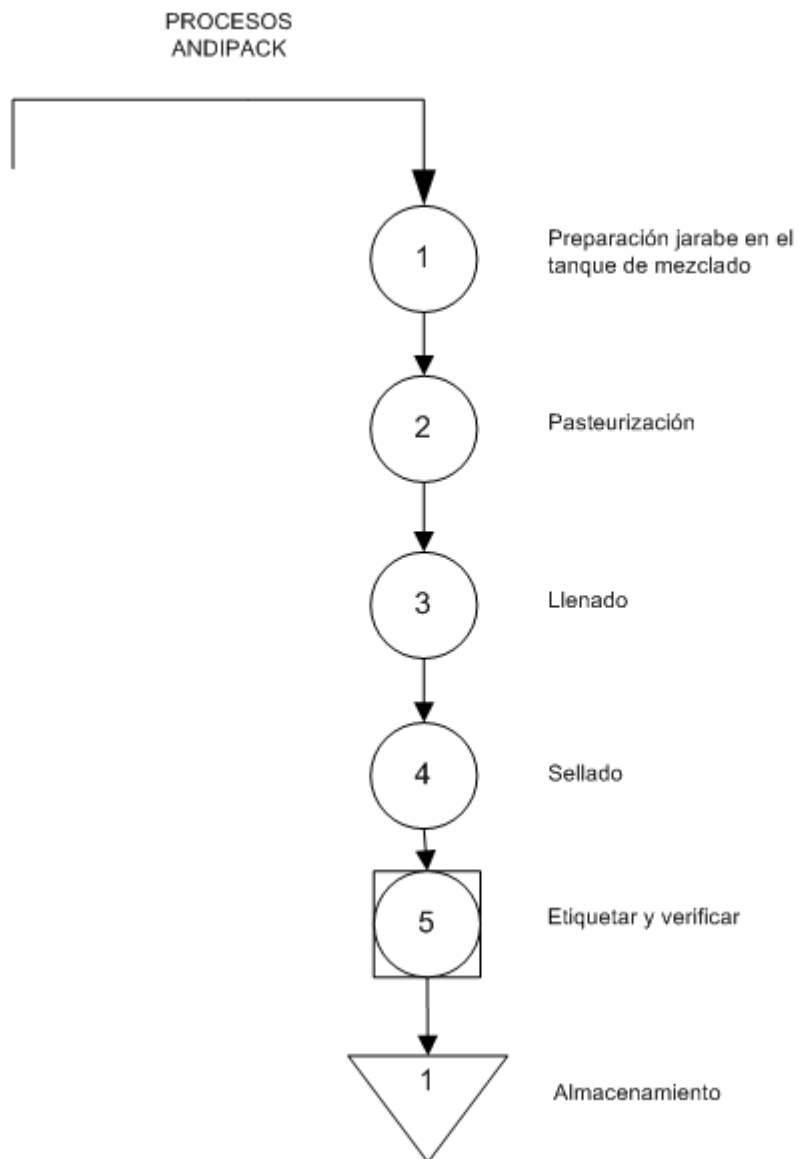 PROCESOS
ANDIPACK
1
Preparación jarabe en el
tanque de mezclado
2
Pasteurización
3
Llenado
4
Sellado
5
Etiquetar y verificar
1
Almacenamiento